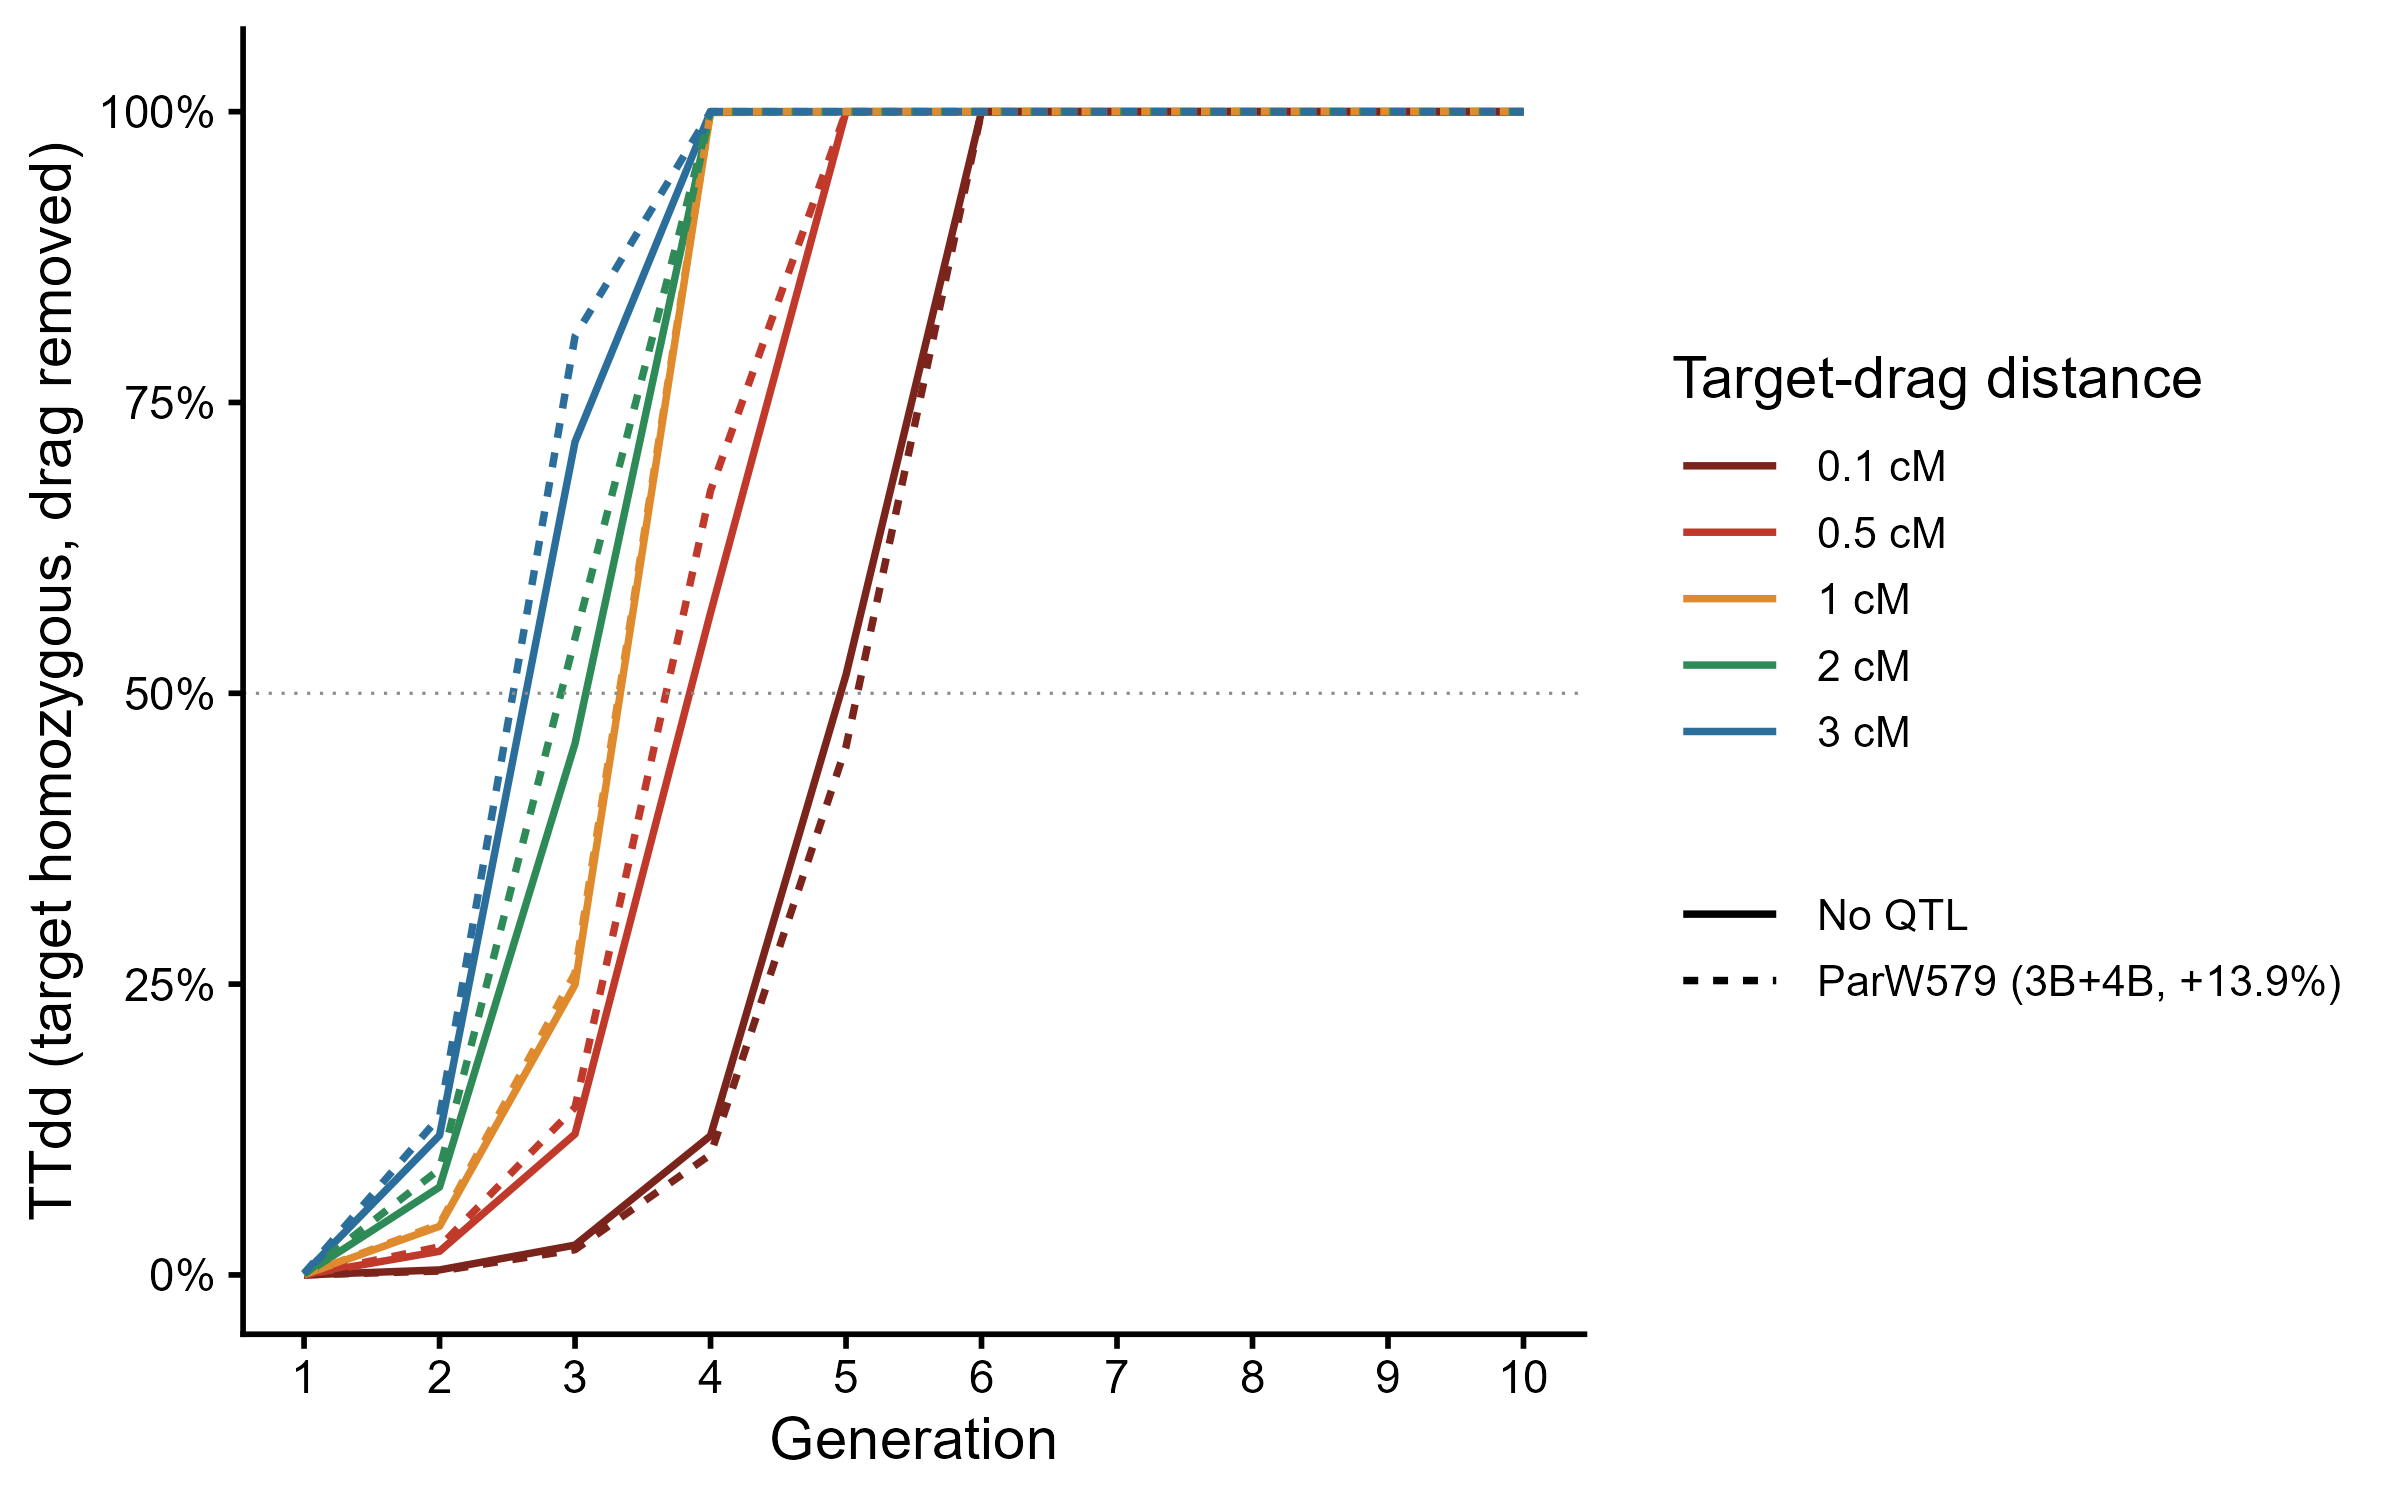 TTdd (target homozygous, drag removed)
100%
75%
50%
25%
0%
1 2 3 4 5 6 7 8 9 10
Generation
Target-drag distance
0.1 cM
0.5 cM
1 cM
2 cM
3 cM
No QTL
ParW579 (3B+4B, +13.9%)